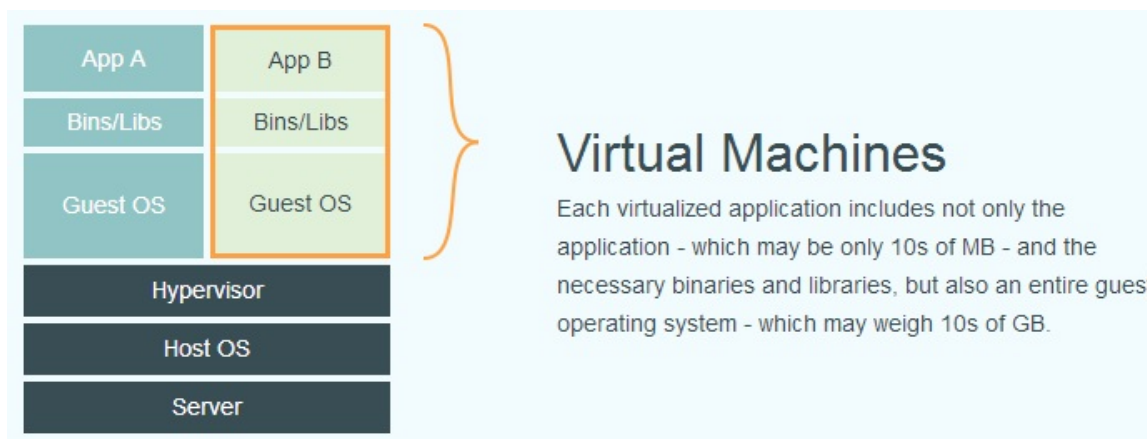 App A
App B
Bins/Libs
Bins/Libs
Guest OS
Guest OS
Hypervisor
Host OS
Server
Virtual Machines
Each virtualized application includes not only the
application - which may be only 10s of MB - and the
necessary binaries and libraries, but also an entire gues
operating system - which may weigh 10s of GB.